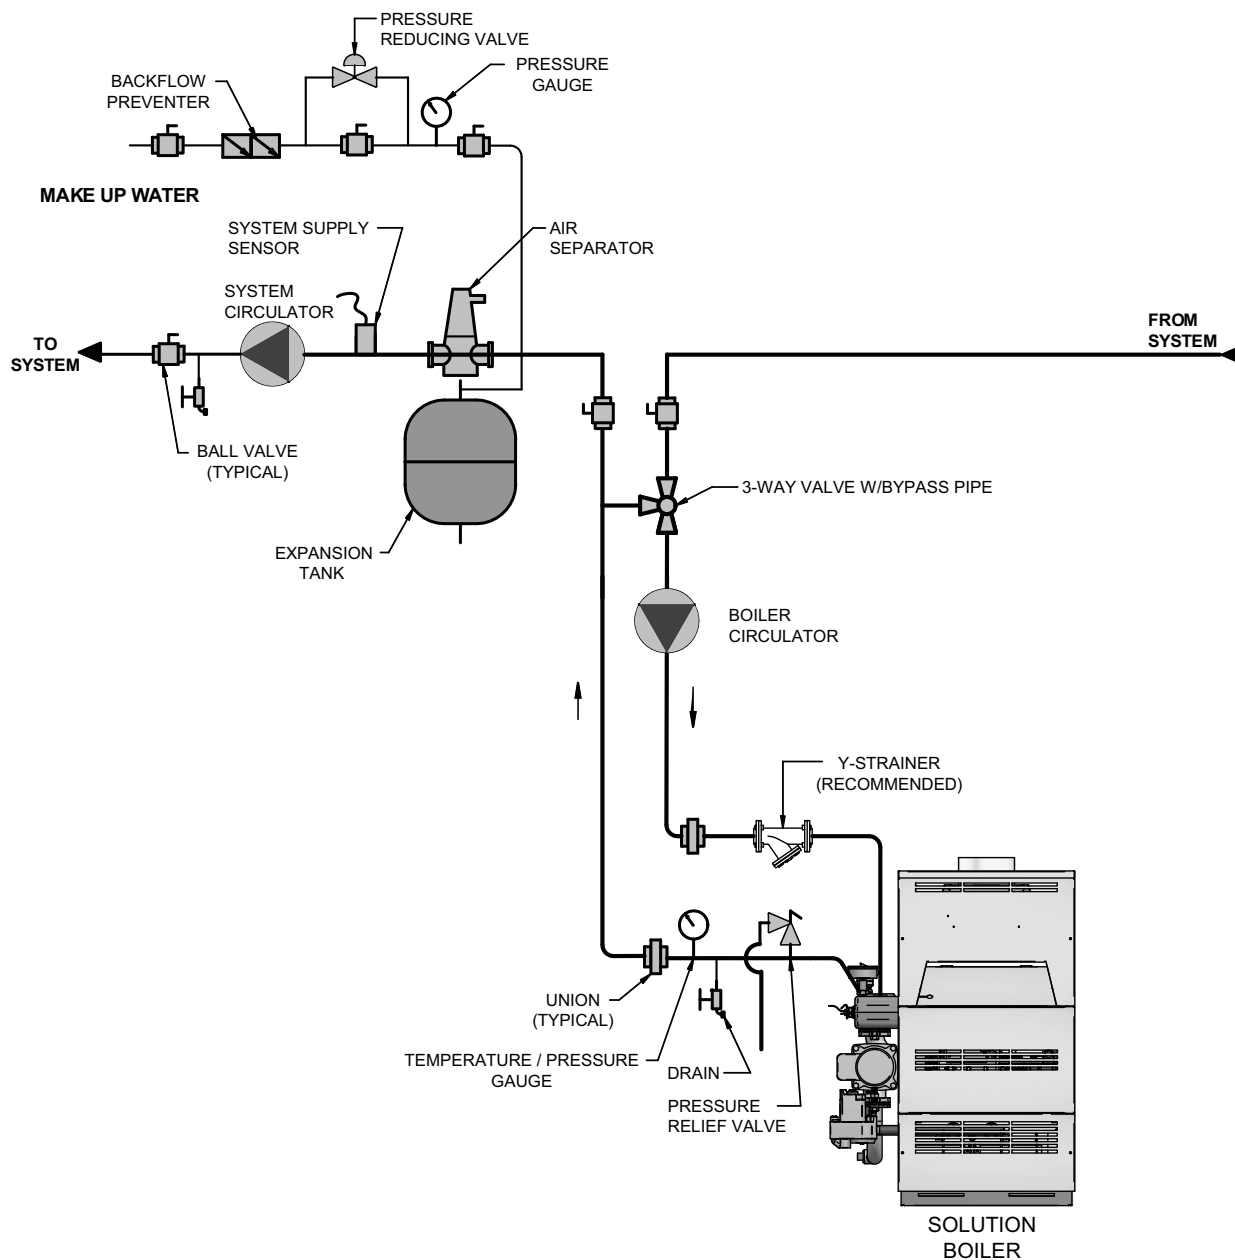 PRESSURE
REDUCING VALVE
PRESSURE
GAUGE
BACKFLOW
PREVENTER
MAKE UP WATER
SYSTEM SUPPLY
SENSOR
AIR
SEPARATOR
SYSTEM
CIRCULATOR
TO
SYSTEM
FROM
SYSTEM
BALL VALVE
(TYPICAL)
3-WAY VALVE W/BYPASS PIPE
EXPANSION
TANK
BOILER
CIRCULATOR
Y-STRAINER
(RECOMMENDED)
UNION
(TYPICAL)
TEMPERATURE / PRESSURE
GAUGE
DRAIN
PRESSURE
RELIEF VALVE
SOLUTION
BOILER